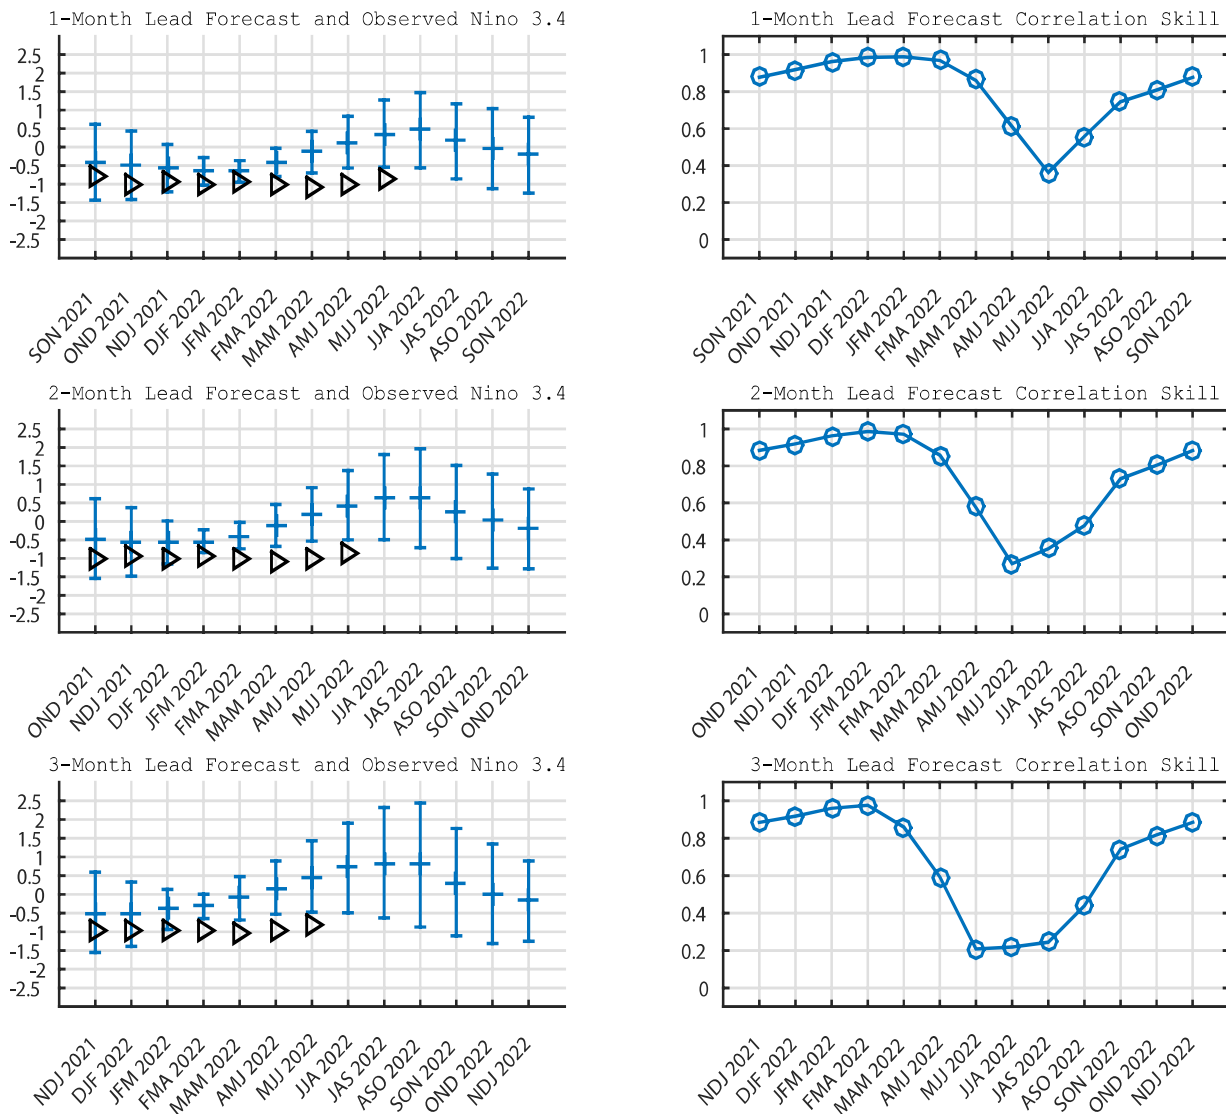 1-Month Lead Forecast and Observed Nino 3.4
2.5
2
1.5
1
0.5
0
-0.5
-1
-1.5
-2
-2.5
SON 2021
OND 2021
NDJ 2021
DJF 2022
JFM 2022
FMA 2022
MAM 2022
AMJ 2022
MJJ 2022
JJA 2022
JAS 2022
ASO 2022
SON 2022
1-Month Lead Forecast Correlation Skill
1
0.8
0.6
0.4
0.2
0
SON 2021
OND 2021
NDJ 2021
DJF 2022
JFM 2022
FMA 2022
MAM 2022
AMJ 2022
MJJ 2022
JJA 2022
JAS 2022
ASO 2022
SON 2022
2-Month Lead Forecast and Observed Nino 3.4
2.5
2
1.5
1
0.5
0
-0.5
-1
-1.5
-2
-2.5
OND 2021
NDJ 2021
DJF 2022
JFM 2022
FMA 2022
MAM 2022
AMJ 2022
MJJ 2022
JJA 2022
JAS 2022
ASO 2022
SON 2022
OND 2022
2-Month Lead Forecast Correlation Skill
1
0.8
0.6
0.4
0.2
0
OND 2021
NDJ 2021
DJF 2022
JFM 2022
FMA 2022
MAM 2022
AMJ 2022
MJJ 2022
JJA 2022
JAS 2022
ASO 2022
SON 2022
OND 2022
3-Month Lead Forecast and Observed Nino 3.4
2.5
2
1.5
1
0.5
0
-0.5
-1
-1.5
-2
-2.5
NDJ 2021
DJF 2022
JFM 2022
FMA 2022
MAM 2022
AMJ 2022
MJJ 2022
JJA 2022
JAS 2022
ASO 2022
SON 2022
OND 2022
NDJ 2022
3-Month Lead Forecast Correlation Skill
1
0.8
0.6
0.4
0.2
0
NDJ 2021
DJF 2022
JFM 2022
FMA 2022
MAM 2022
AMJ 2022
MJJ 2022
JJA 2022
JAS 2022
ASO 2022
SON 2022
OND 2022
NDJ 2022